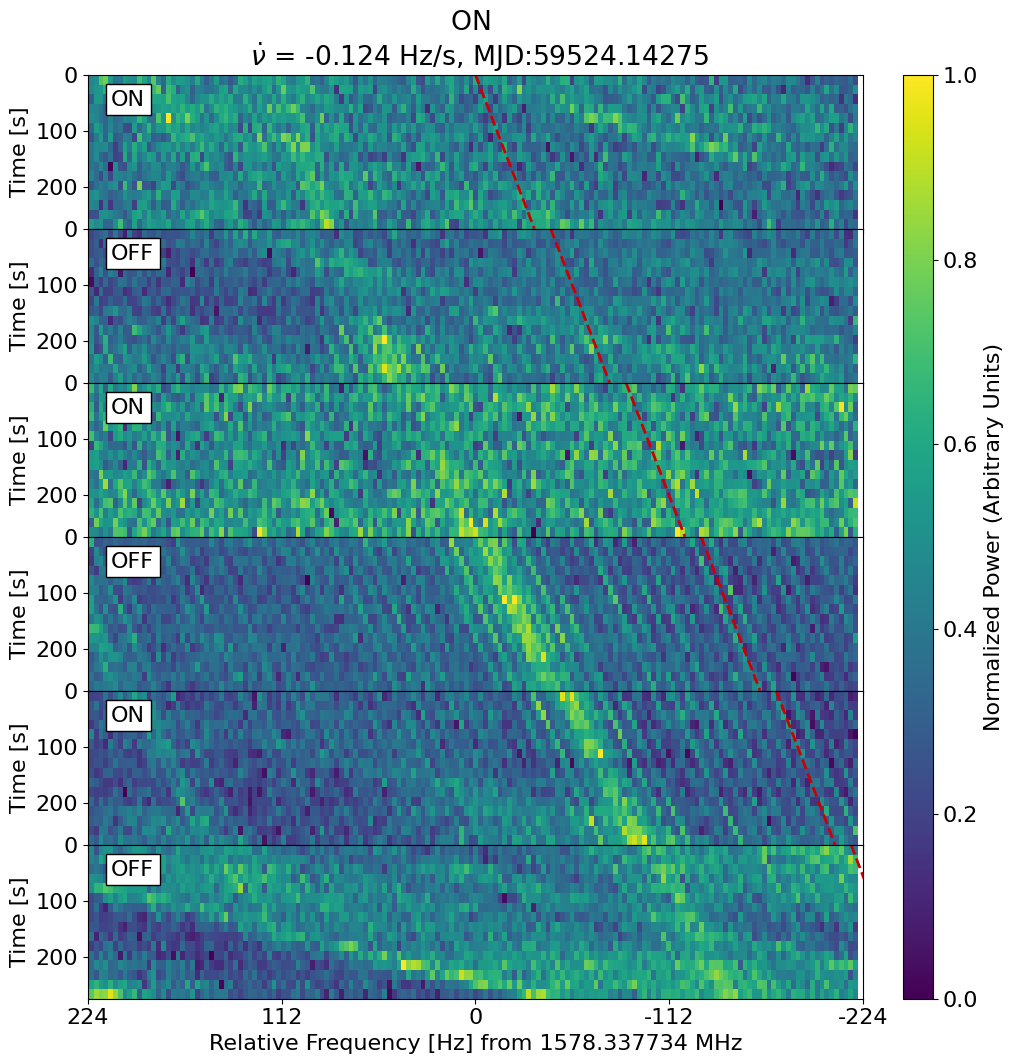 ON
ν̇ = -0.124 Hz/s, MJD:59524.14275
0
100
200
Time [s]
ON
0
100
200
Time [s]
OFF
0
100
200
Time [s]
ON
0
100
200
Time [s]
OFF
0
100
200
Time [s]
ON
0
100
200
Time [s]
OFF
224
112
0
-112
-224
Relative Frequency [Hz] from 1578.337734 MHz
1.0
0.8
0.6
0.4
0.2
0.0
Normalized Power (Arbitrary Units)